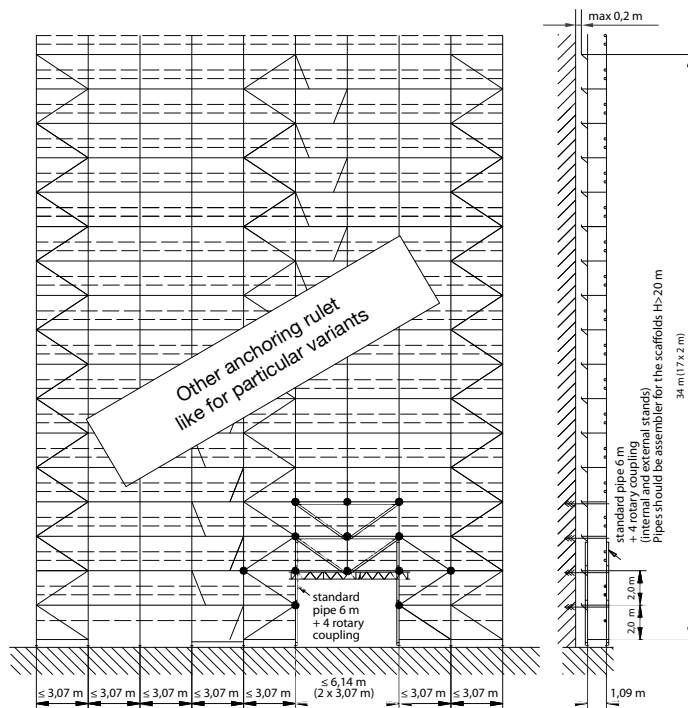 max 0,2 m
Other anchoring rulet
like for particular variants
standard pipe 6 m
+ 4 rotary coupling
(internal and external stands)
Pipes should be assembler for the scaffolds H>20 m
34 m (17 x 2 m)
standard
pipe 6 m
+ 4 rotary
coupling
2,0 m
2,0 m
≤ 3,07 m
≤ 3,07 m
≤ 3,07 m
≤ 3,07 m
≤ 3,07 m
≤ 6,14 m
(2 x 3,07 m)
≤ 3,07 m
≤ 3,07 m
1,09 m